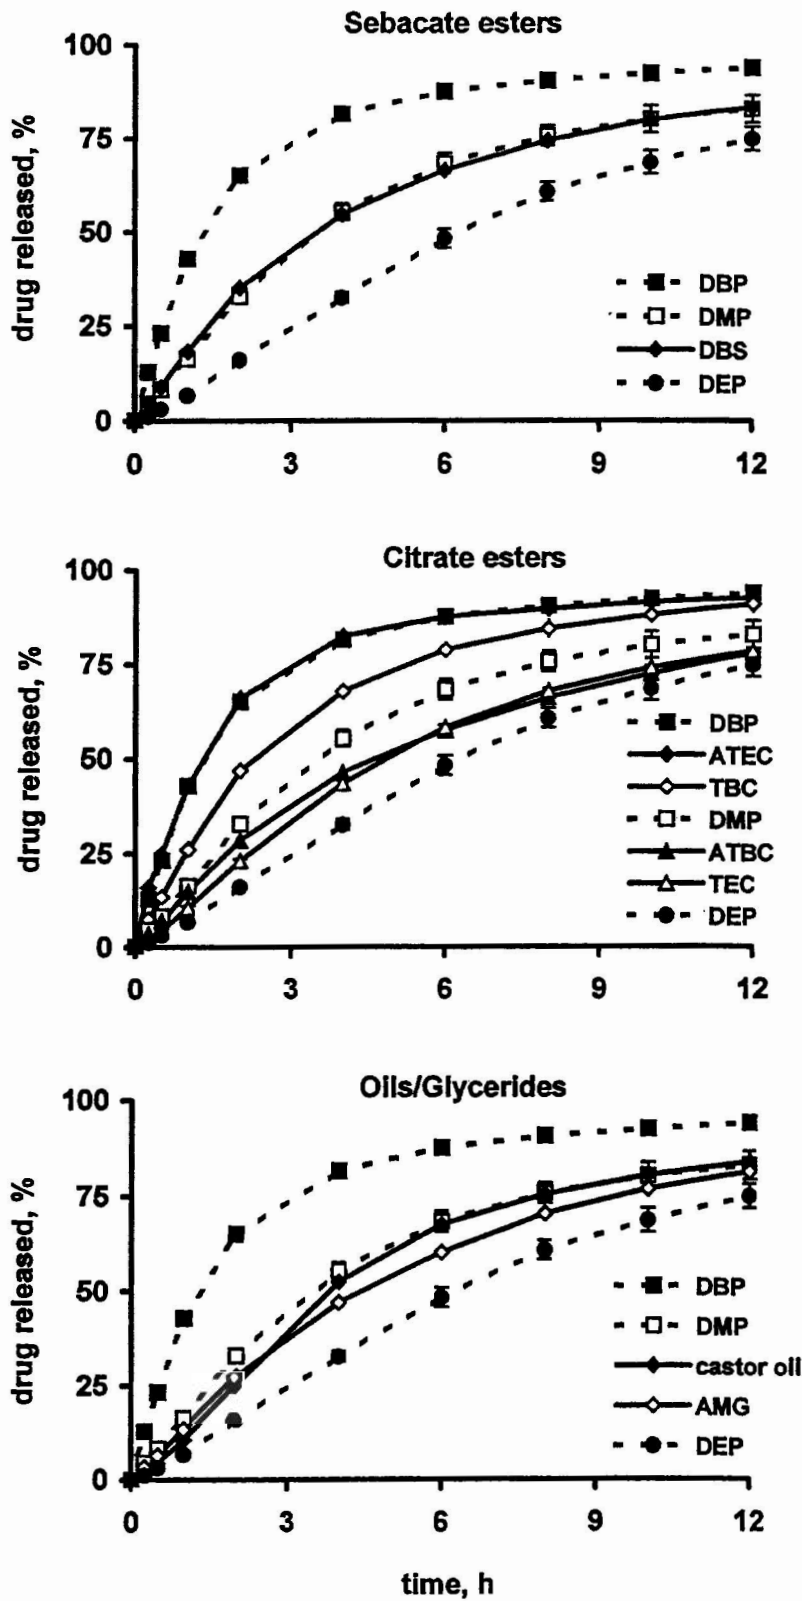 Sebacate esters
100
75
50
25
0
drug released, %
0 3 6 9 12
DBP
DMP
DBS
DEP
Citrate esters
100
75
50
25
0
drug released, %
0 3 6 9 12
DBP
ATEC
TBC
DMP
ATBC
TEC
DEP
Oils/Glycerides
100
75
50
25
0
drug released, %
0 3 6 9 12
DBP
DMP
castor oil
AMG
DEP
time, h